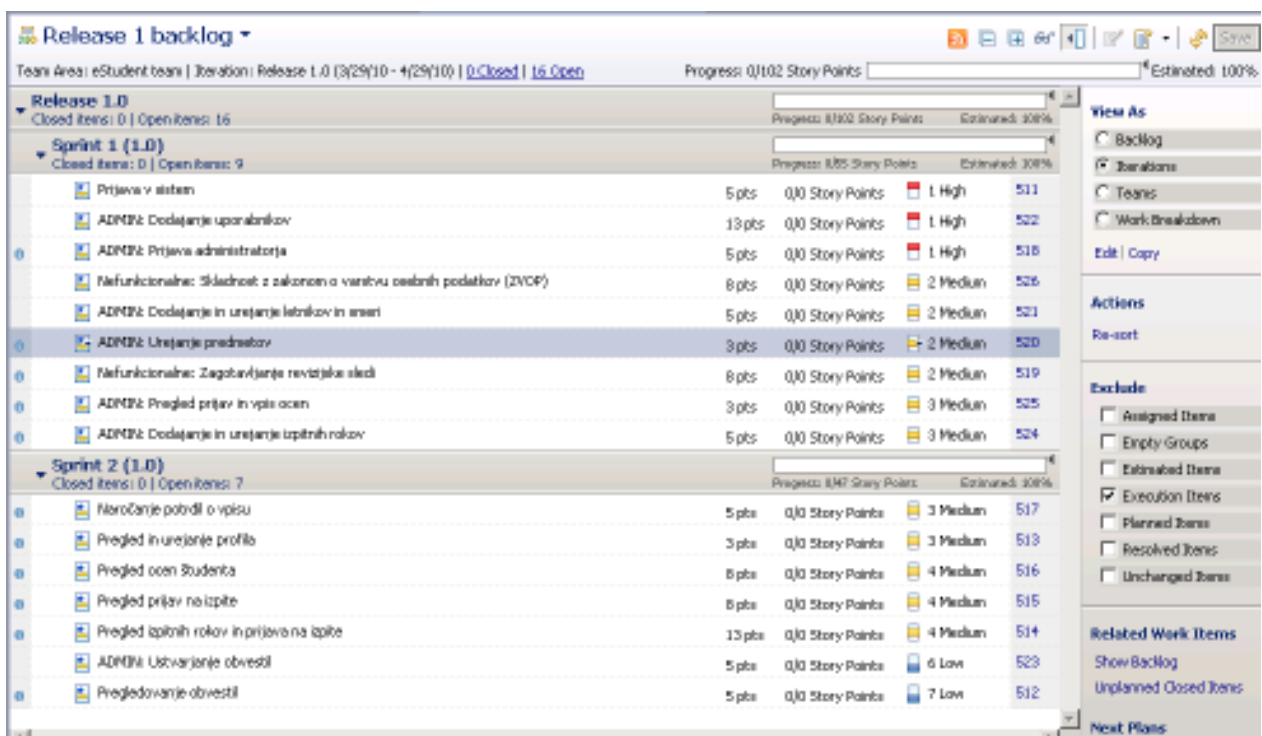 Release 1 backlog
Save
Team Area: eStudent team | Iteration: Release 1.0 (3/29/10 - 4/29/10) | 0 Closed | 16 Open
Progress: 0/102 Story Points
Estimated: 100%
Release 1.0
Closed items: 0 | Open items: 16
Progress: 0/102 Story Points
Estimated: 100%
Sprint 1 (1.0)
Closed items: 0 | Open items: 9
Progress: 0/55 Story Points
Estimated: 100%
Prijava v sistem 5 pts 0/0 Story Points 1 High 511
ADMIN: Dodajanje uporabnikov 13 pts 0/0 Story Points 1 High 522
ADMIN: Prijava administratorja 5 pts 0/0 Story Points 1 High 518
Nefunkcionalne: Skladnost z zakonom o varstvu osebnih podatkov (ZVOP) 8 pts 0/0 Story Points 2 Medium 526
ADMIN: Dodajanje in urejanje letnikov in smeri 5 pts 0/0 Story Points 2 Medium 521
ADMIN: Urejanje predmetov 3 pts 0/0 Story Points 2 Medium 520
Nefunkcionalne: Zagotavljanje revizijske sledi 8 pts 0/0 Story Points 2 Medium 519
ADMIN: Pregled prijav in vpis ocen 3 pts 0/0 Story Points 3 Medium 525
ADMIN: Dodajanje in urejanje izpitnih rokov 5 pts 0/0 Story Points 3 Medium 524
Sprint 2 (1.0)
Closed items: 0 | Open items: 7
Progress: 0/47 Story Points
Estimated: 100%
Naročanje potrdil o vpisu 5 pts 0/0 Story Points 3 Medium 517
Pregled in urejanje profila 3 pts 0/0 Story Points 3 Medium 513
Pregled ocen študenta 8 pts 0/0 Story Points 4 Medium 516
Pregled prijav na izpite 8 pts 0/0 Story Points 4 Medium 515
Pregled izpitnih rokov in prijava na izpite 13 pts 0/0 Story Points 4 Medium 514
ADMIN: Ustvarjanje obvestil 5 pts 0/0 Story Points 6 Low 523
Pregledovanje obvestil 5 pts 0/0 Story Points 7 Low 512
View As
Backlog
Iterations
Teams
Work Breakdown
Edit | Copy
Actions
Re-sort
Exclude
Assigned Items
Empty Groups
Estimated Items
Execution Items
Planned Items
Resolved Items
Unchanged Items
Related Work Items
Show Backlog
Unplanned Closed Items
Next Plans